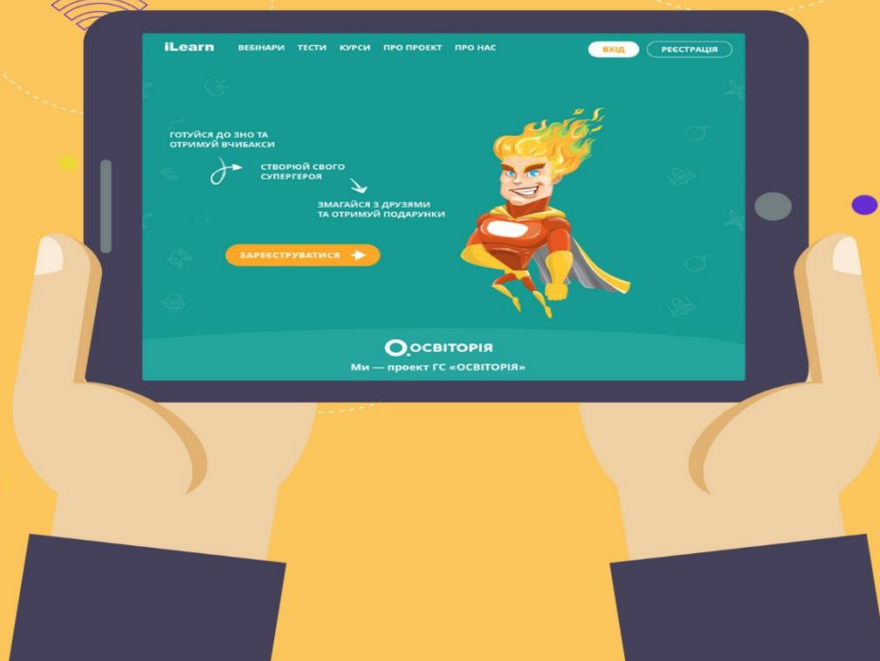 iLearn ВЕБІНАРИ ТЕСТИ КУРСИ ПРО ПРОЕКТ ПРО НАС ВХІД РЕЄСТРАЦІЯ
ГОТУЙСЯ ДО ЗНО ТА
ОТРИМУЙ ВЧИБАКСИ
СТВОРЮЙ СВОГО
СУПЕРГЕРОЯ
ЗМАГАЙСЯ З ДРУЗЯМИ
ТА ОТРИМУЙ ПОДАРУНКИ
ЗАРЕЄСТРУВАТИСЯ
ОСВІТОРІЯ
Ми — проект ГС «ОСВІТОРІЯ»